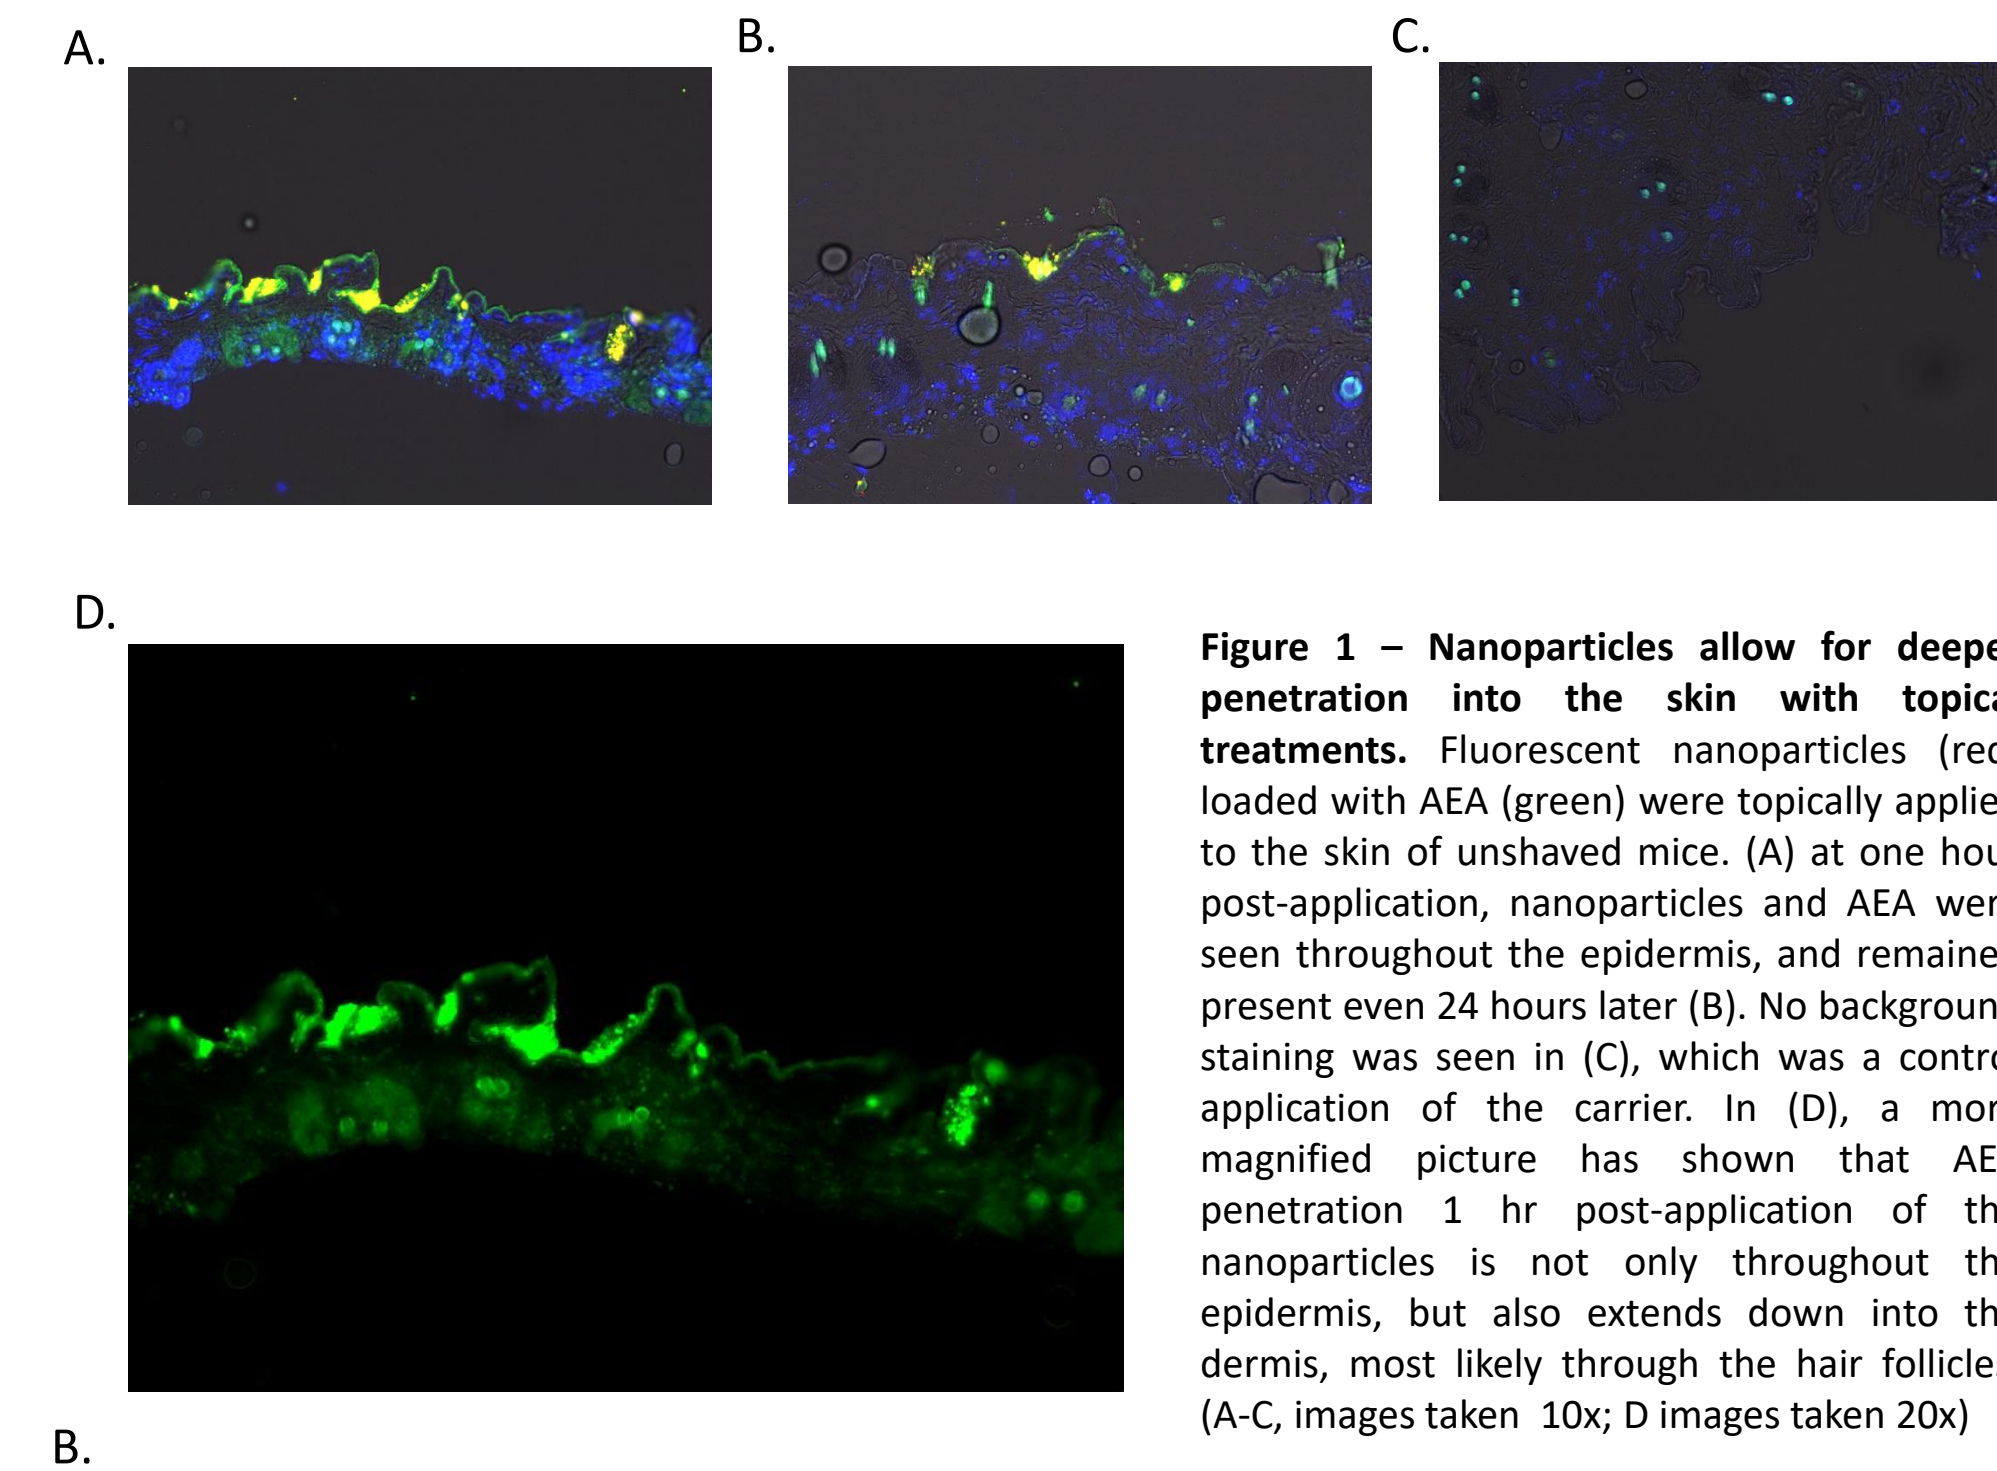 A.
B.
C.
D.
Figure 1 – Nanoparticles allow for deepe
penetration into the skin with topica
treatments. Fluorescent nanoparticles (red
loaded with AEA (green) were topically applie
to the skin of unshaved mice. (A) at one hou
post-application, nanoparticles and AEA wer
seen throughout the epidermis, and remaine
present even 24 hours later (B). No backgroun
staining was seen in (C), which was a contro
application of the carrier. In (D), a mor
magnified picture has shown that AE
penetration 1 hr post-application of th
nanoparticles is not only throughout th
epidermis, but also extends down into th
dermis, most likely through the hair follicles
(A-C, images taken 10x; D images taken 20x)
B.